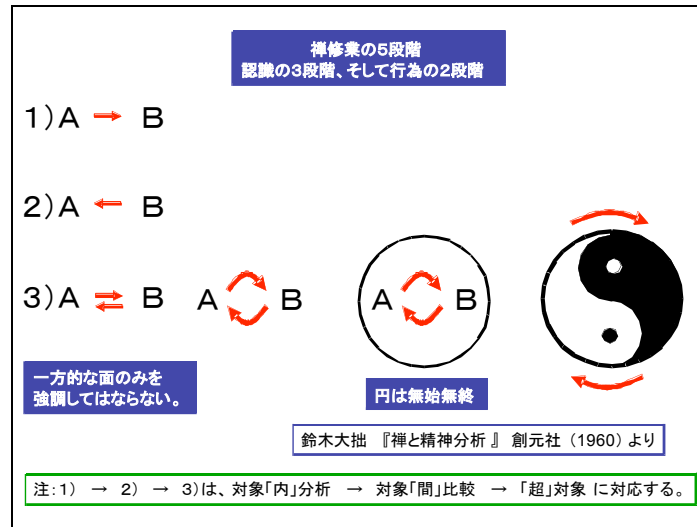 禅修業の5段階
認識の3段階、そして行為の2段階
1)A → B
2)A ← B
3)A ⇄ B
A B
A B
一方的な面のみを
強調してはならない。
円は無始無終
鈴木大拙 『禅と精神分析 』 創元社 (1960) より
注：1) → 2) → 3)は、対象「内」分析 → 対象「間」比較 → 「超」対象 に対応する。